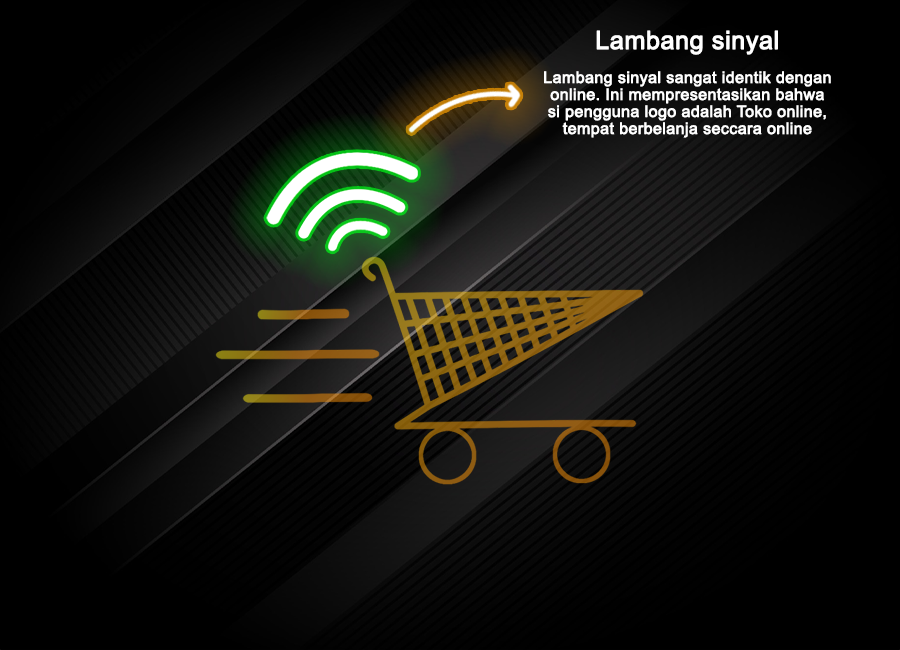 Lambang sinyal
Lambang sinyal sangat identik dengan
online. Ini mempresentasikan bahwa
si pengguna logo adalah Toko online,
tempat berbelanja seccara online